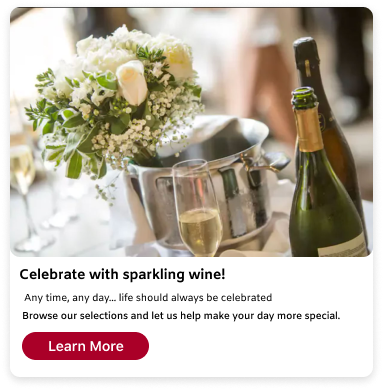 Celebrate with sparkling wine!
Any time, any day... life should always be celebrated
Browse our selections and let us help make your day more special.
Learn More